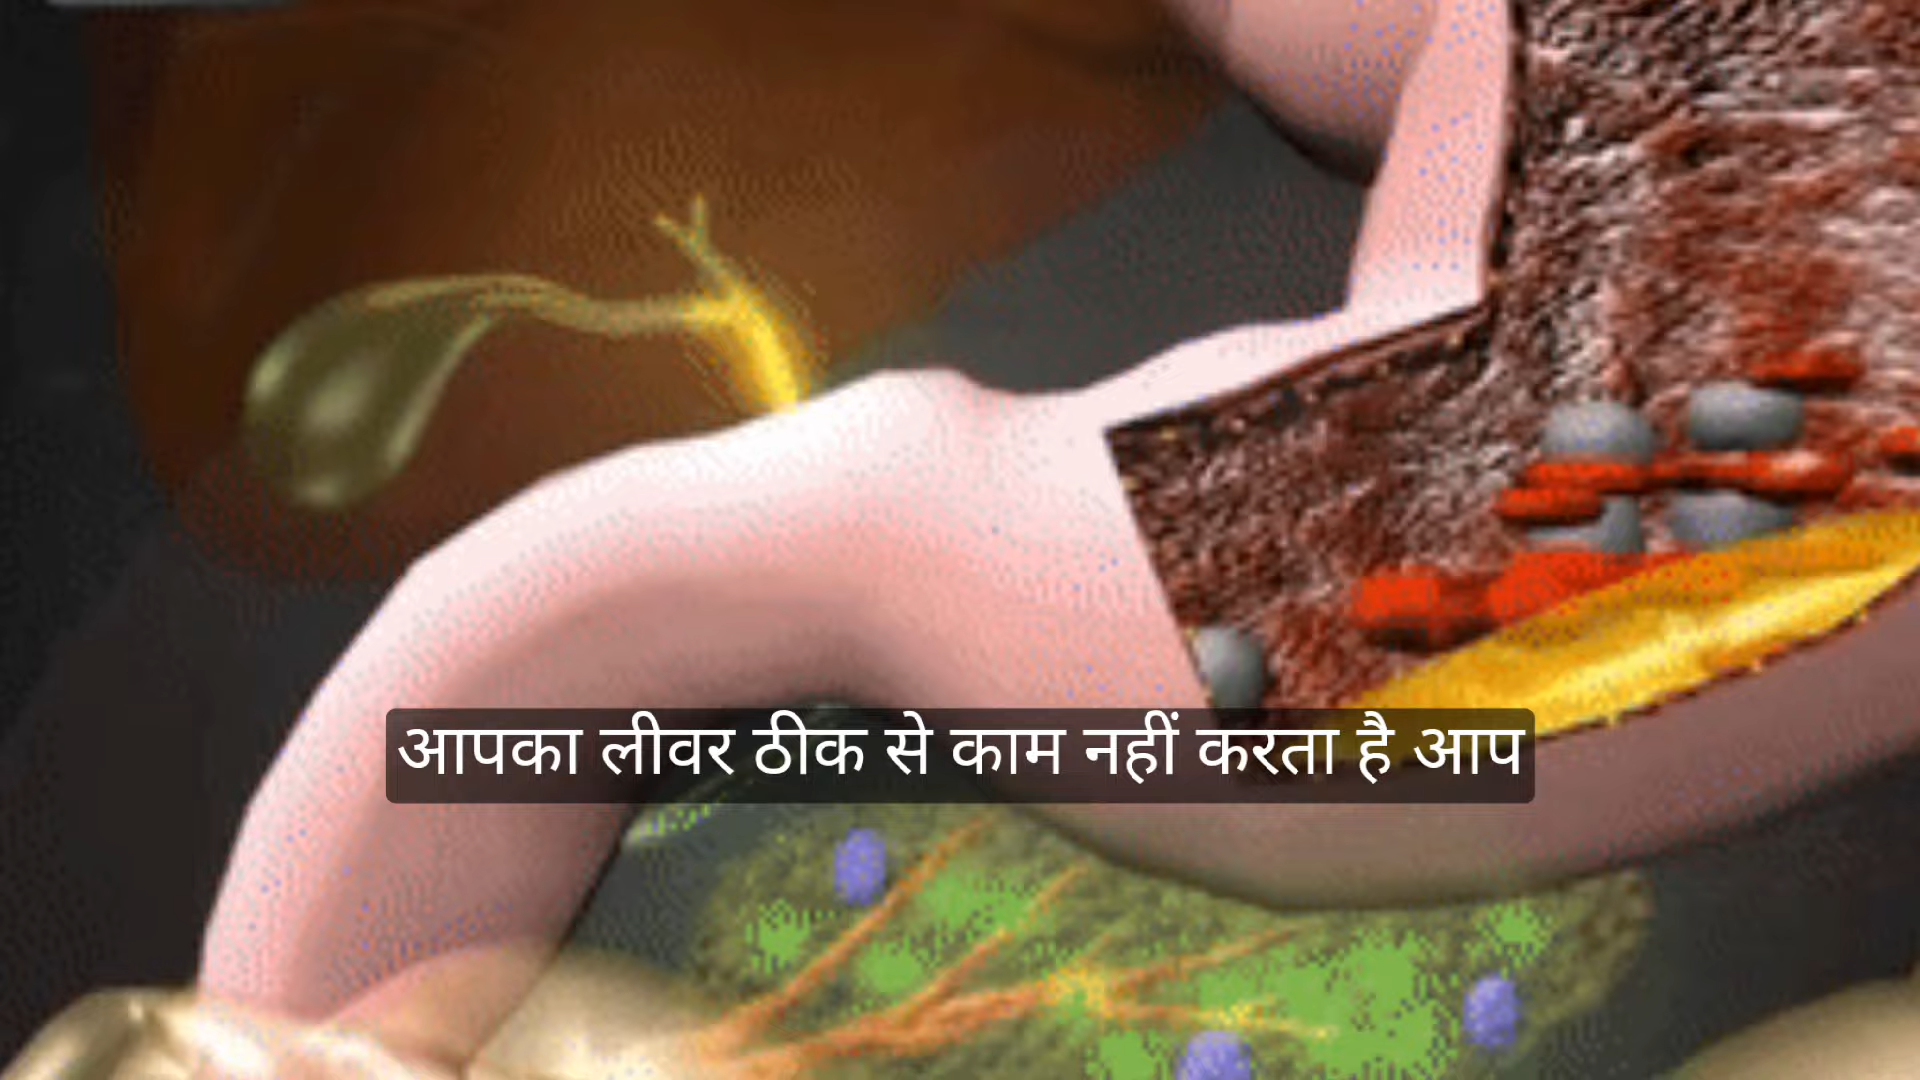 आपका लीवर ठीक से काम नहीं करता है आप